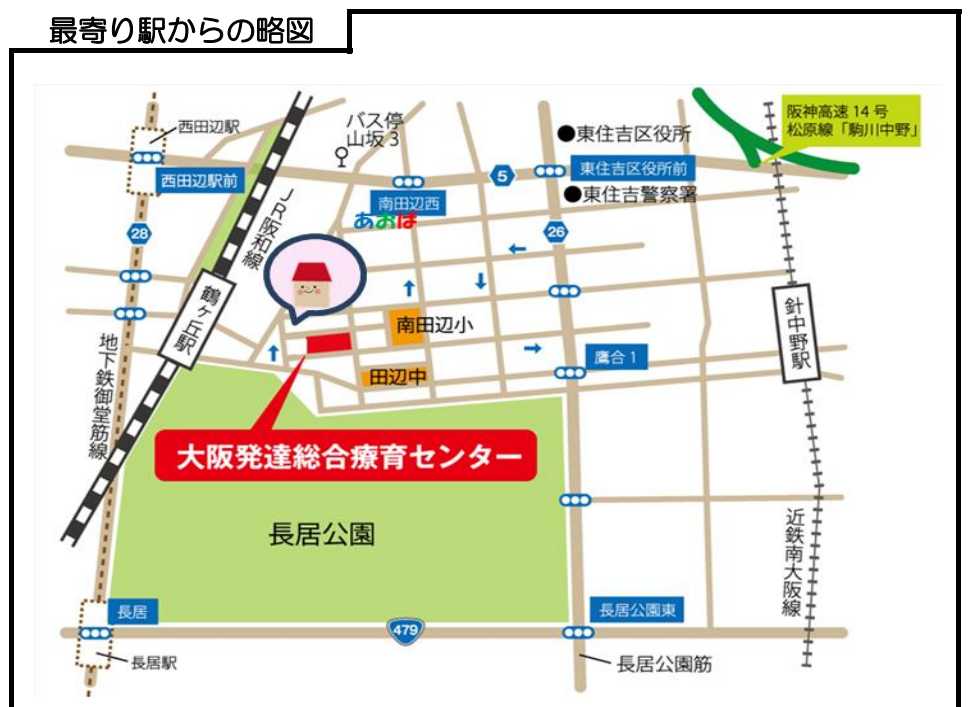 最寄り駅からの略図
西田辺駅
バス停
山坂3
東住吉区役所
阪神高速14号
松原線「駒川中野」
西田辺駅前
5
東住吉区役所前
南田辺西
東住吉警察署
あおば
JR阪和線
28
26
鶴ヶ丘駅
南田辺小
針中野駅
鷹合1
田辺中
地下鉄御堂筋線
大阪発達総合療育センター
長居公園
近鉄南大阪線
長居
長居公園東
479
長居駅
長居公園筋